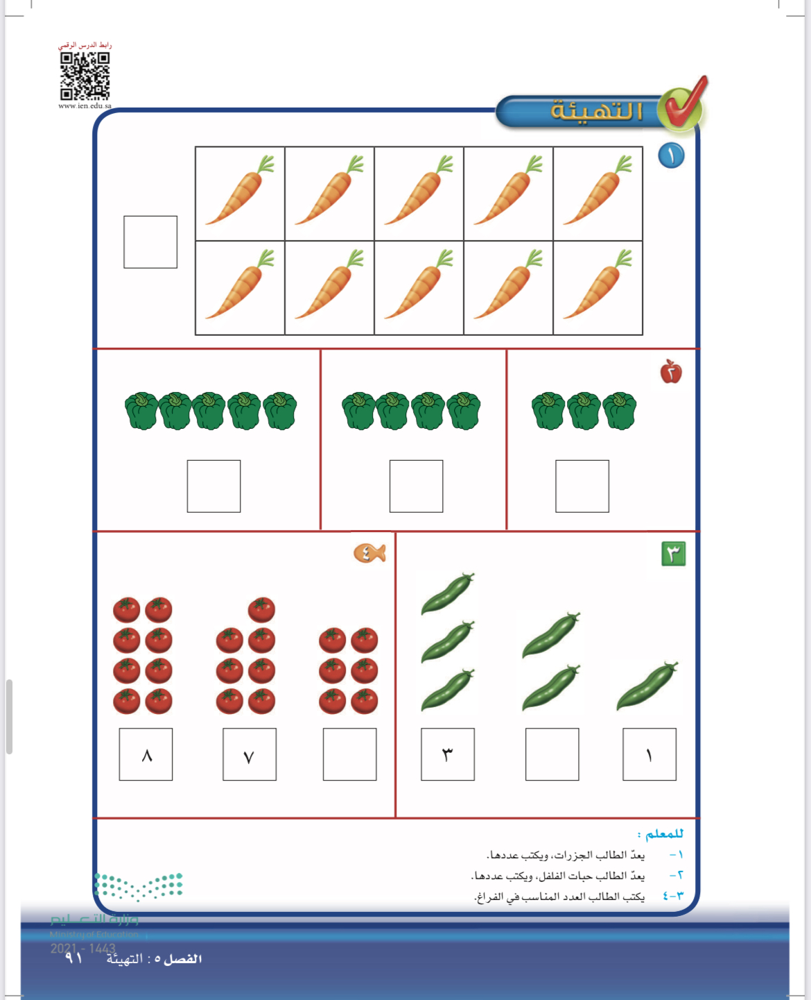 رابط الدرس الرقمي
www.ien.edu.sa
التهيئة
١
٢
٣
١
٣
٤
٧
٨
للمعلم :
١- يعدّ الطالب الجزرات، ويكتب عددها.
٢- يعدّ الطالب حبات الفلفل، ويكتب عددها.
٣-٤ يكتب الطالب العدد المناسب في الفراغ.
وزارة التعليم
Ministry of Education
2021 - 1443
الفصل ٥ : التهيئة ٩١